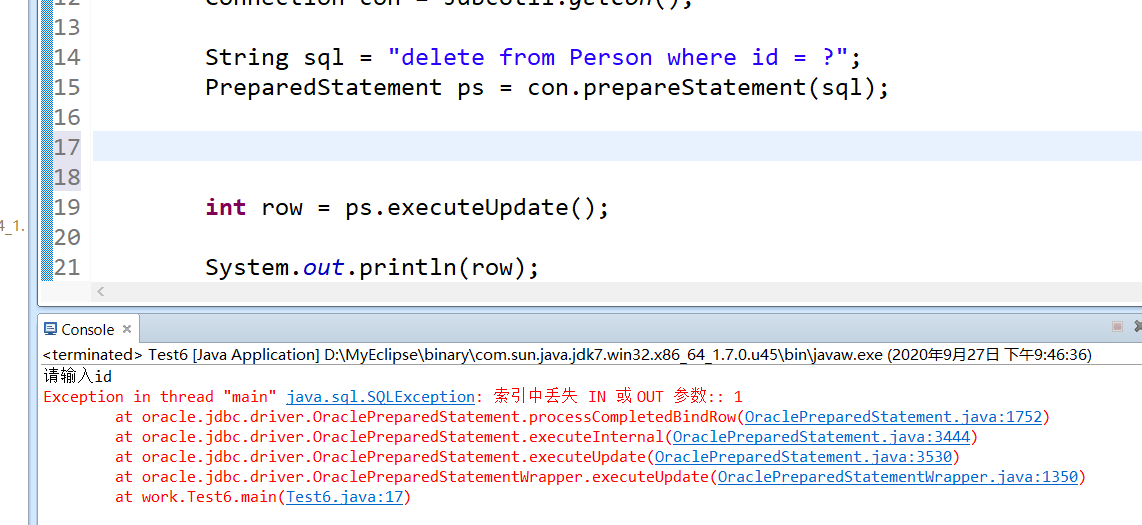 12 Connection con = JdbcUtil.getCon();
13
14 String sql = "delete from Person where id = ?";
15 PreparedStatement ps = con.prepareStatement(sql);
16
17
18
4_1.
19 int row = ps.executeUpdate();
20
21 System.out.println(row);
Console
<terminated> Test6 [Java Application] D:\MyEclipse\binary\com.sun.java.jdk7.win32.x86_64_1.7.0.u45\bin\javaw.exe (2020年9月27日 下午9:46:36)
请输入id
Exception in thread "main" java.sql.SQLException: 索引中丢失 IN 或OUT 参数:: 1
at oracle.jdbc.driver.OraclePreparedStatement.processCompletedBindRow(OraclePreparedStatement.java:1752)
at oracle.jdbc.driver.OraclePreparedStatement.executeInternal(OraclePreparedStatement.java:3444)
at oracle.jdbc.driver.OraclePreparedStatement.executeUpdate(OraclePreparedStatement.java:3530)
at oracle.jdbc.driver.OraclePreparedStatementWrapper.executeUpdate(OraclePreparedStatementWrapper.java:1350)
at work.Test6.main(Test6.java:17)